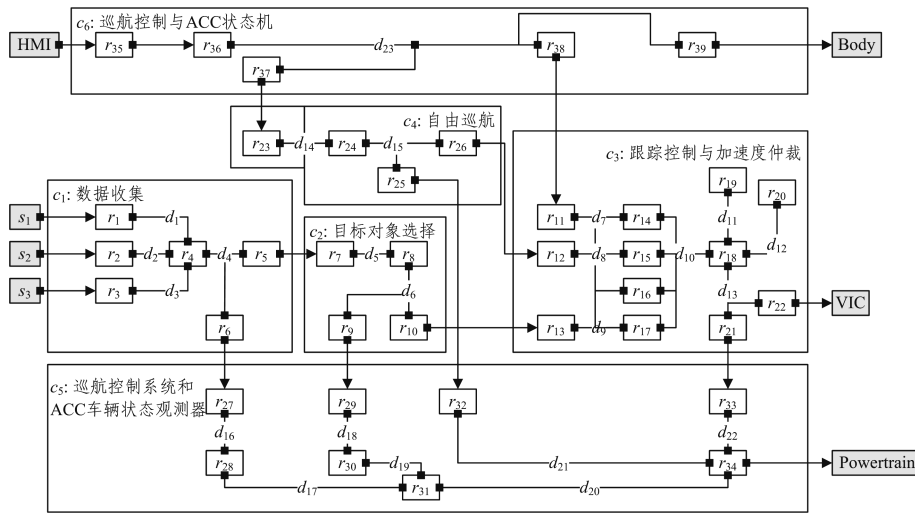 c6: 巡航控制与ACC状态机
HMI
r35
r36
d23
r38
r39
Body
r37
c4: 自由巡航
r23
d14
r24
d15
r26
r25
c3: 跟踪控制与加速度仲裁
r19
r20
c1: 数据收集
s1
r1
d1
s2
r2
d2
r4
d4
r5
s3
r3
d3
r6
c2: 目标对象选择
r7
d5
r8
d6
r9
r10
r11
d7
r14
d11
r12
d8
r15
d10
r18
d12
r16
d13
r22
VIC
r13
d9
r17
r21
c5: 巡航控制系统和
ACC车辆状态观测器
r27
r29
r32
r33
d16
d18
d22
r28
r30
d19
d21
r34
Powertrain
d17
r31
d20